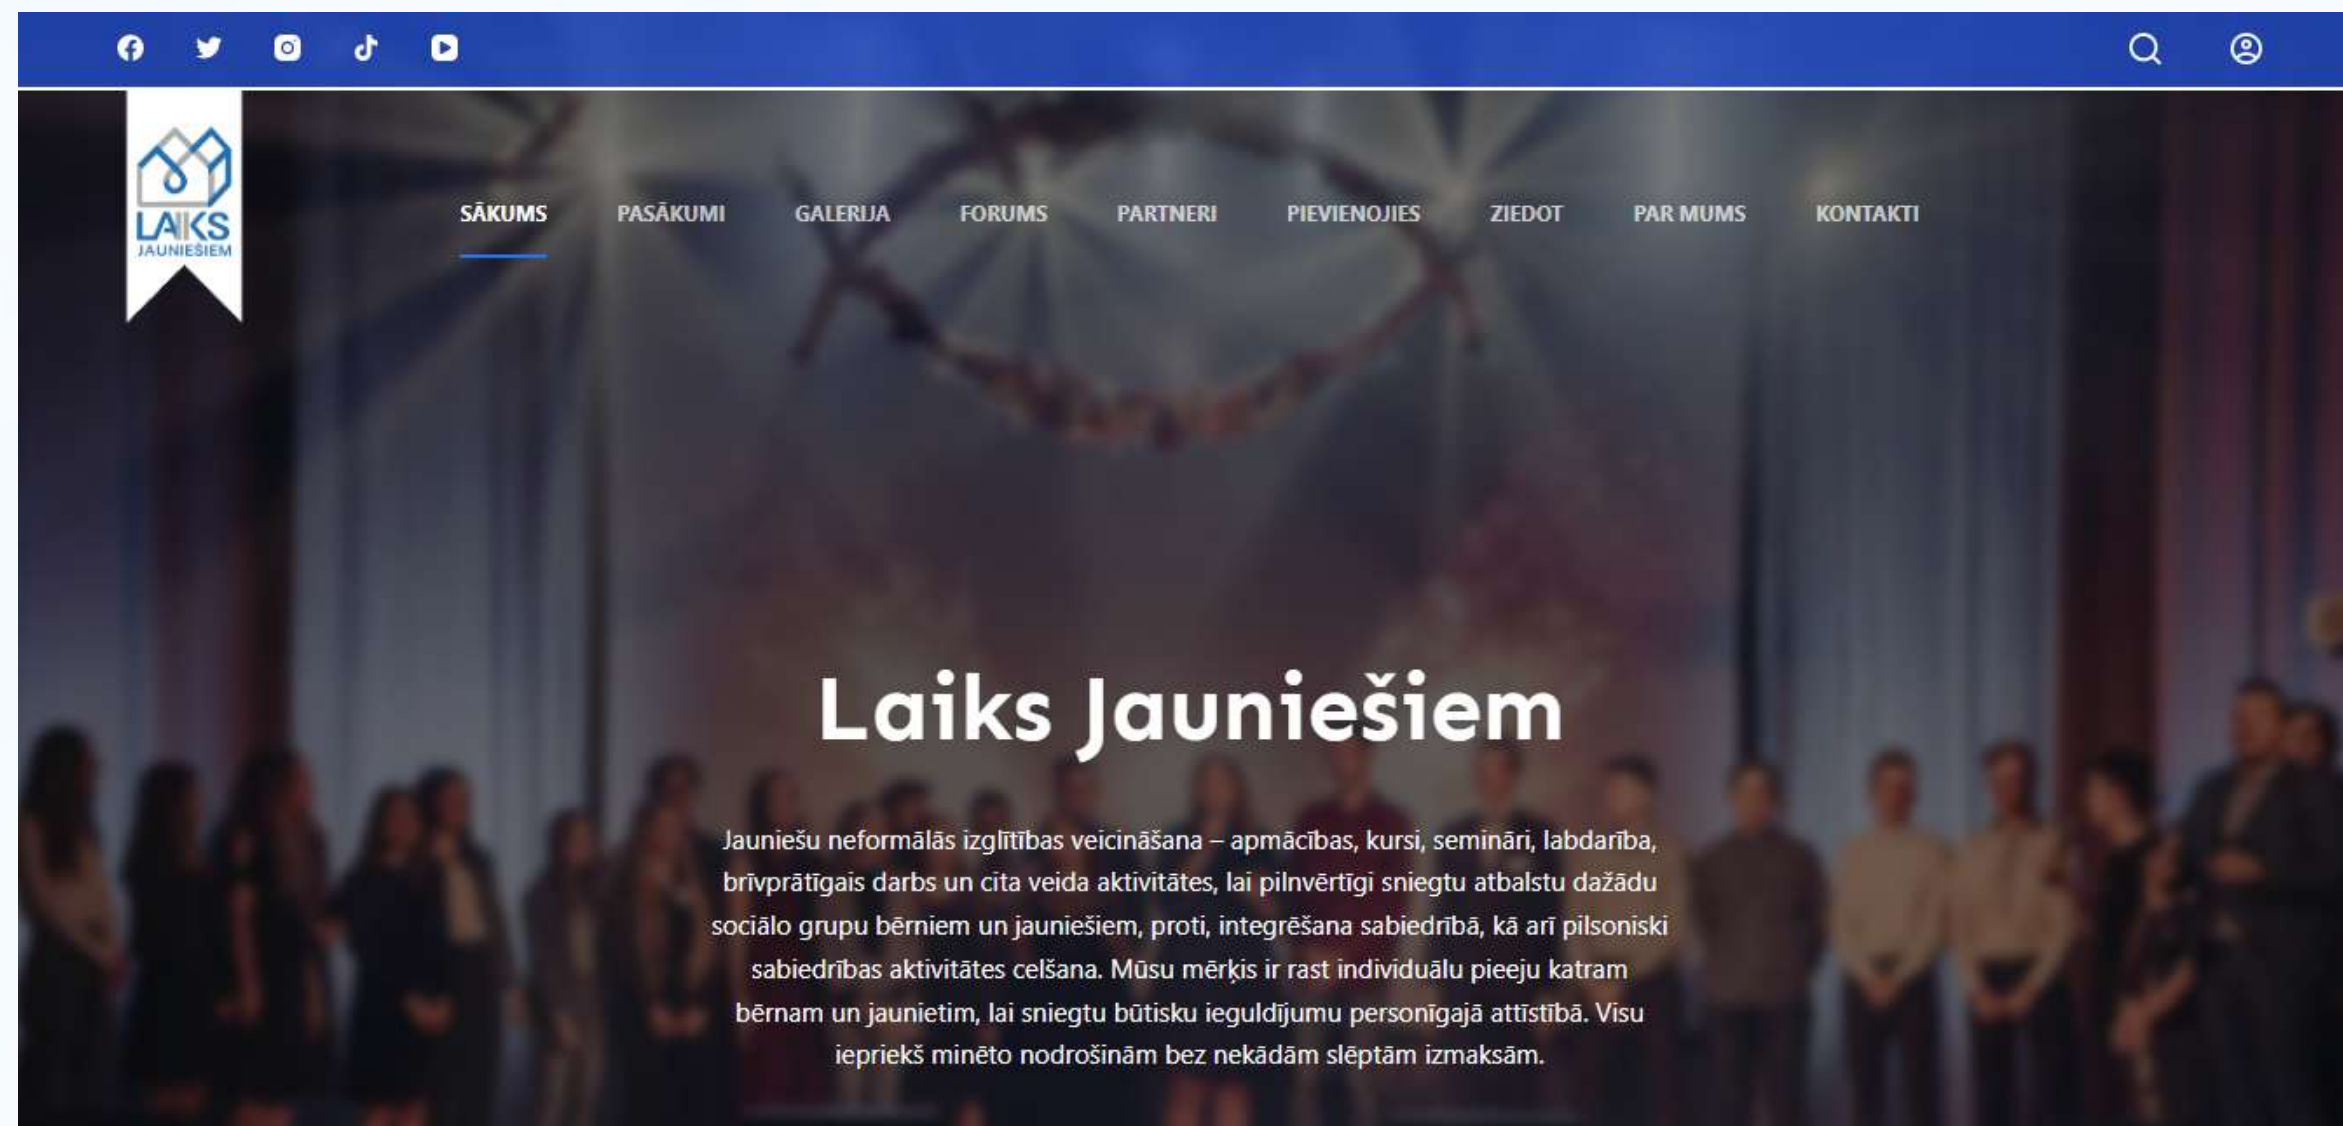 LAIKS
JAUNIEŠIEM
SĀKUMS PASĀKUMI GALERIJA FORUMS PARTNERI PIEVIENOJIES ZIEDOT PAR MUMS KONTAKTI
Laiks Jauniešiem
Jauniešu neformālās izglītības veicināšana – apmācības, kursi, semināri, labdarība,
brīvprātīgais darbs un cita veida aktivitātes, lai pilnvērtīgi sniegtu atbalstu dažādu
sociālo grupu bērniem un jauniešiem, proti, integrēšana sabiedrībā, kā arī pilsoniski
sabiedrības aktivitātes celšana. Mūsu mērķis ir rast individuālu pieeju katram
bērnam un jaunietim, lai sniegtu būtisku ieguldījumu personīgajā attīstībā. Visu
iepriekš minēto nodrošinām bez nekādām slēptām izmaksām.